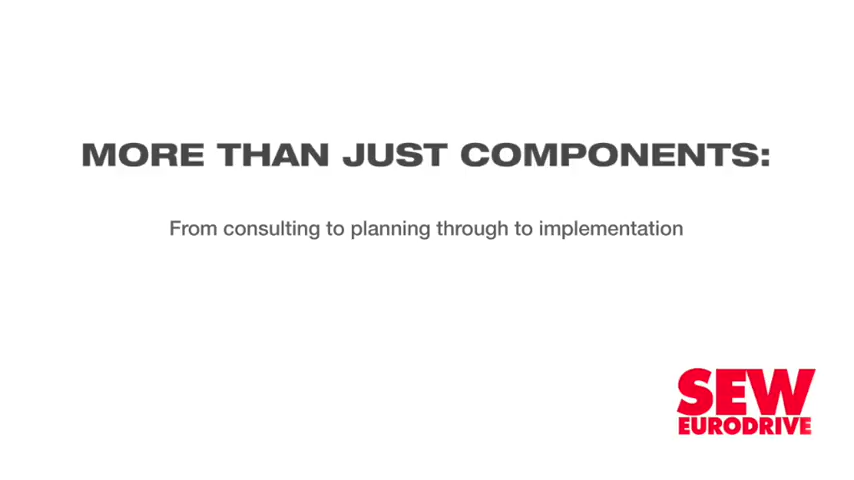 MORE THAN JUST COMPONENTS:
From consulting to planning through to implementation
SEW
EURODRIVE